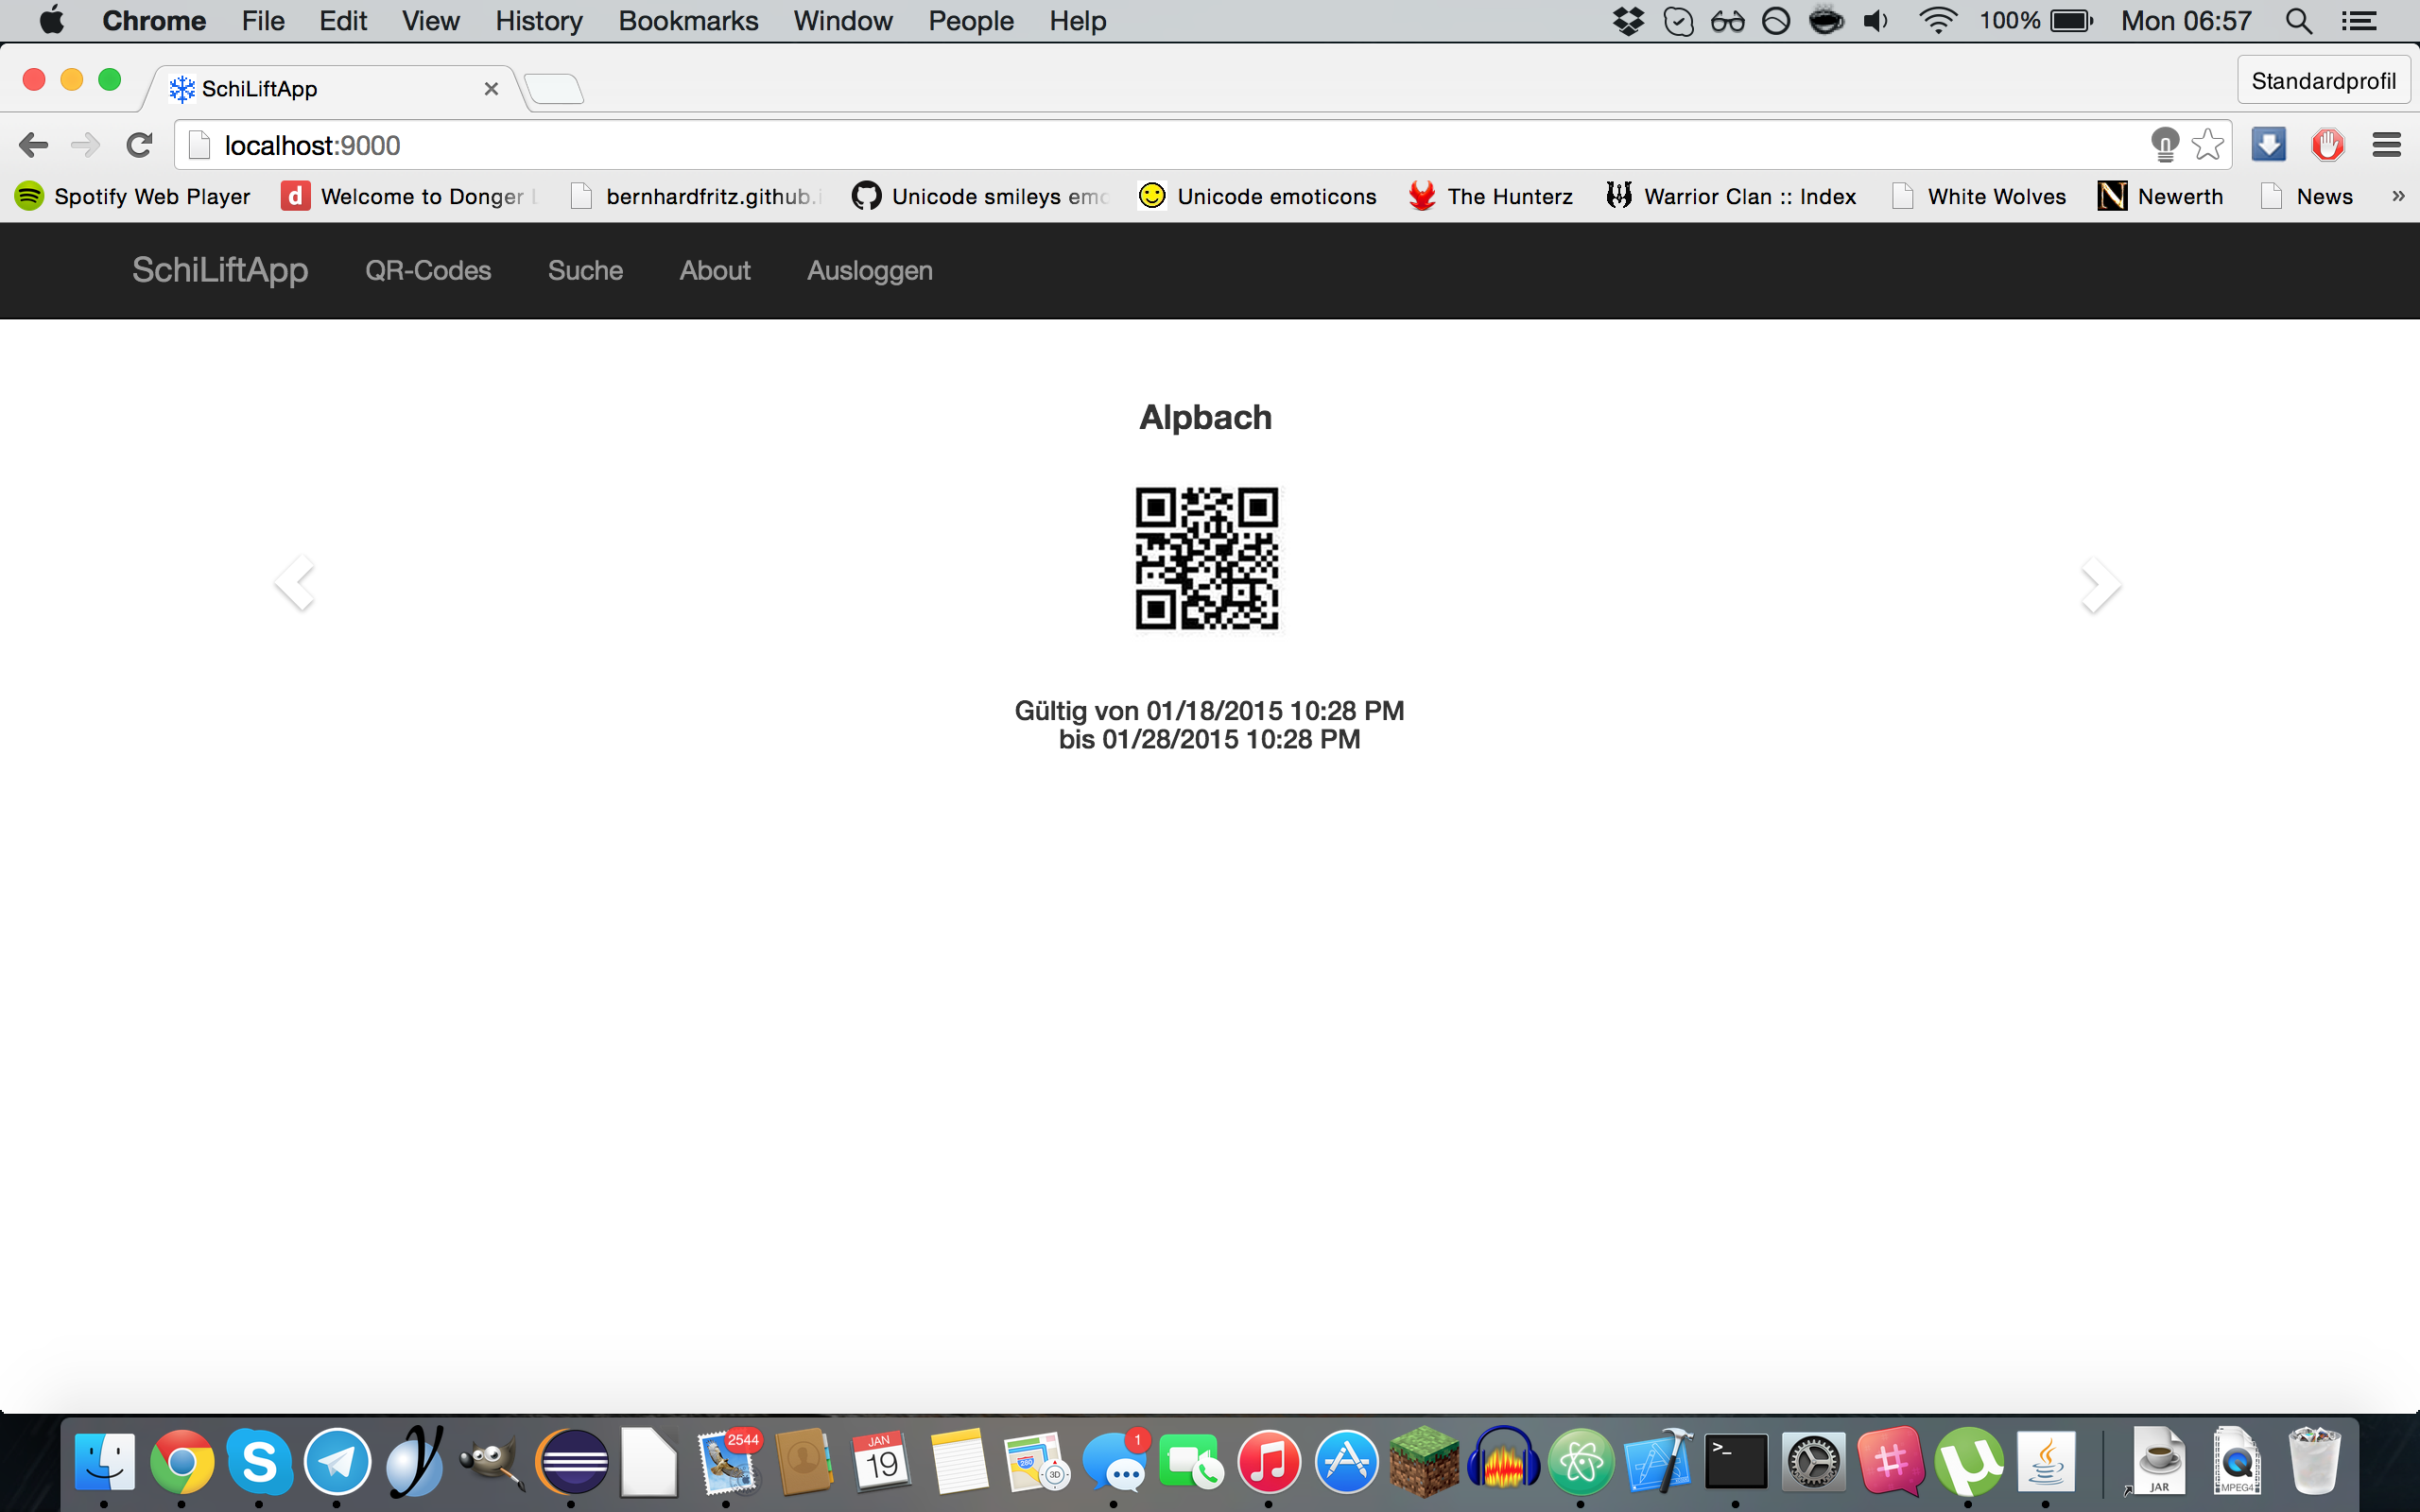 Chrome File Edit View History Bookmarks Window People Help 100% Mon 06:57
SchiLiftApp Standardprofil
localhost:9000
Spotify Web Player d Welcome to Donger bernhardfritz.github. Unicode smileys emo Unicode emoticons The Hunterz Warrior Clan :: Index White Wolves Newerth News »
SchiLiftApp QR-Codes Suche About Ausloggen
Alpbach
Gültig von 01/18/2015 10:28 PM
bis 01/28/2015 10:28 PM
2544 JAN 19 280 3D 1 >_ JAR MPEG4